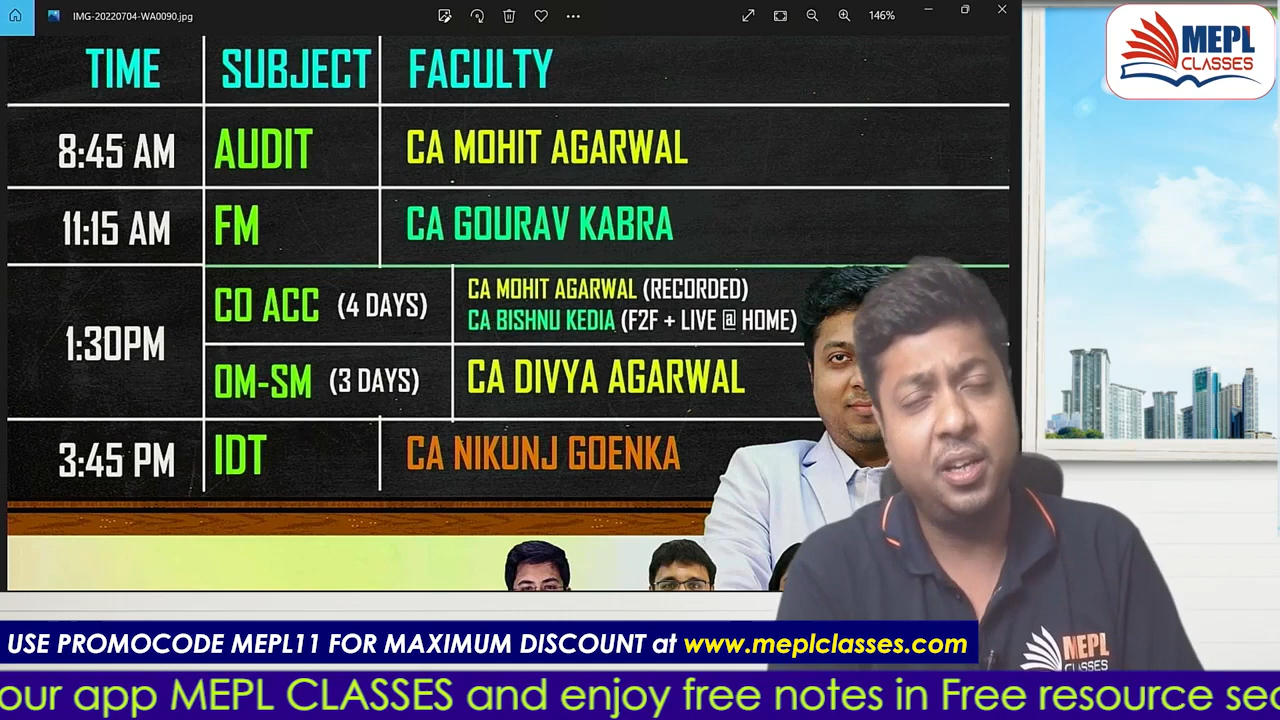 IMG-20220704-WA0090.jpg
146%
MEPL
CLASSES
TIME SUBJECT FACULTY
8:45 AM AUDIT CA MOHIT AGARWAL
11:15 AM FM CA GOURAV KABRA
1:30PM CO ACC (4 DAYS) CA MOHIT AGARWAL (RECORDED)
CA BISHNU KEDIA (F2F + LIVE @ HOME)
OM-SM (3 DAYS) CA DIVYA AGARWAL
3:45 PM IDT CA NIKUNJ GOENKA
MEPL
CLASSES
USE PROMOCODE MEPL11 FOR MAXIMUM DISCOUNT at www.meplclasses.com
our app MEPL CLASSES and enjoy free notes in Free resource sec